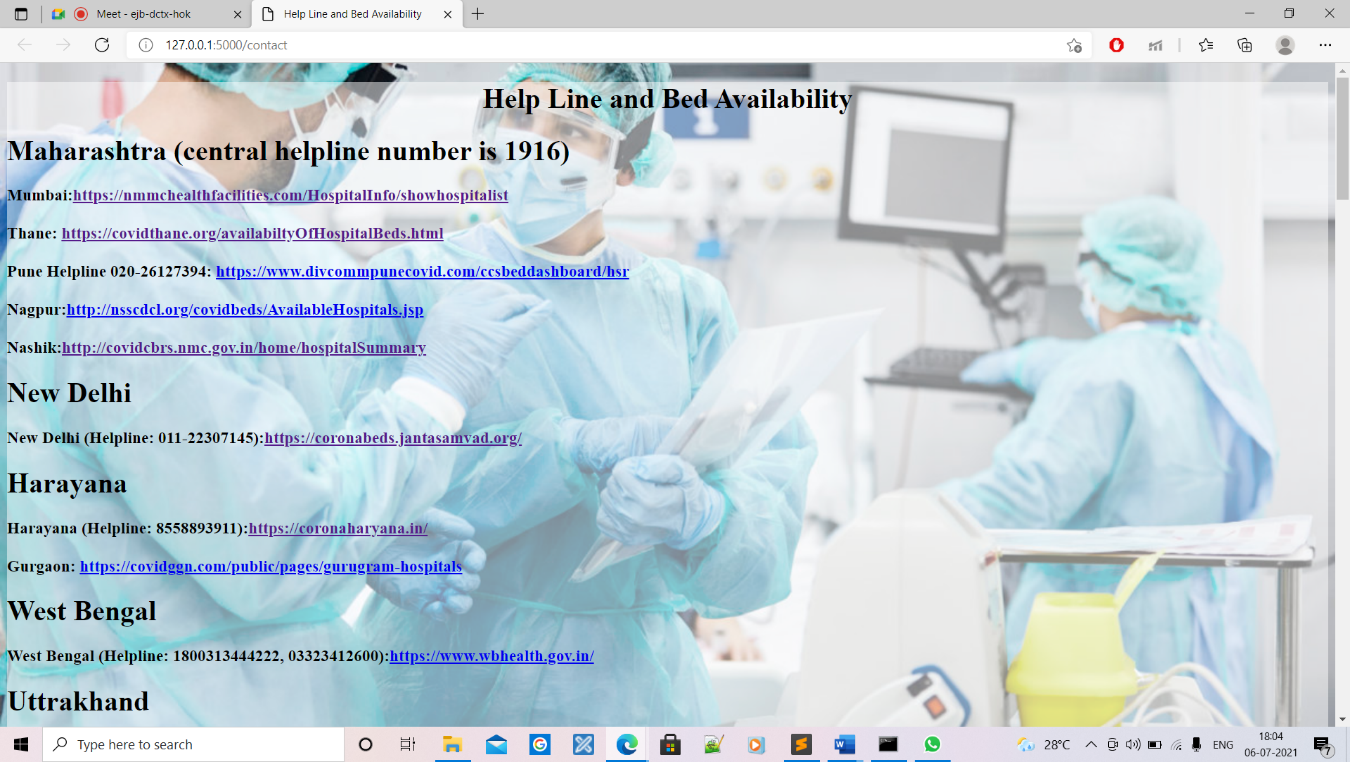 Meet - ejb-dctx-hok
Help Line and Bed Availability
127.0.0.1:5000/contact
Help Line and Bed Availability
Maharashtra (central helpline number is 1916)
Mumbai:https://nmmchealthfacilities.com/HospitalInfo/showhospitalist
Thane: https://covidthane.org/availabiltyOfHospitalBeds.html
Pune Helpline 020-26127394: https://www.divcommpunecovid.com/ccsbeddashboard/hsr
Nagpur:http://nsscdcl.org/covidbeds/AvailableHospitals.jsp
Nashik:http://covidcbrs.nmc.gov.in/home/hospitalSummary
New Delhi
New Delhi (Helpline: 011-22307145):https://coronabeds.jantasamvad.org/
Harayana
Harayana (Helpline: 8558893911):https://coronaharyana.in/
Gurgaon: https://covidggn.com/public/pages/gurugram-hospitals
West Bengal
West Bengal (Helpline: 1800313444222, 03323412600):https://www.wbhealth.gov.in/
Uttrakhand
Type here to search
28°C
ENG
18:04
06-07-2021
7